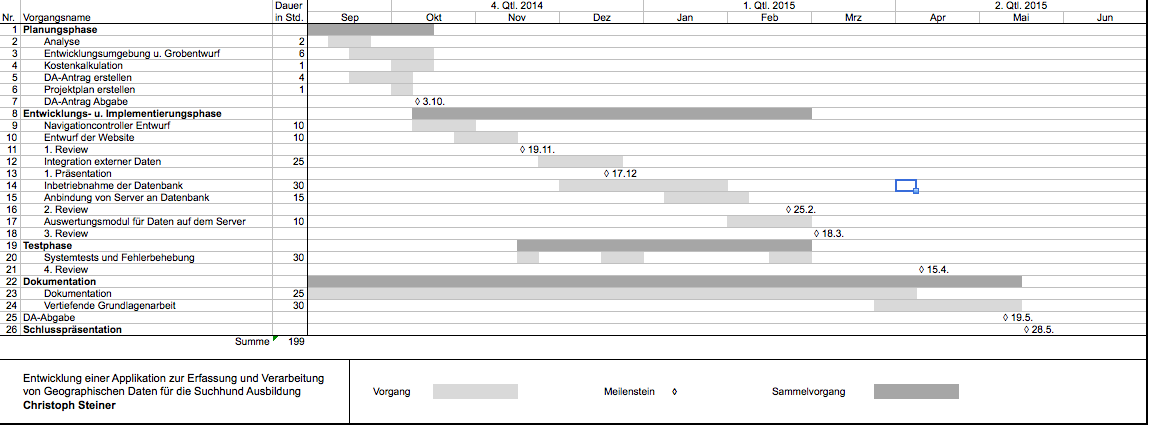 Dauer 4. Qtl. 2014 1. Qtl. 2015 2. Qtl. 2015
Nr. Vorgangsname in Std. Sep Okt Nov Dez Jan Feb Mrz Apr Mai Jun
1 Planungsphase
2 Analyse 2
3 Entwicklungsumgebung u. Grobentwurf 6
4 Kostenkalkulation 1
5 DA-Antrag erstellen 4
6 Projektplan erstellen 1
7 DA-Antrag Abgabe ◊ 3.10.
8 Entwicklungs- u. Implementierungsphase
9 Navigationcontroller Entwurf 10
10 Entwurf der Website 10
11 1. Review ◊ 19.11.
12 Integration externer Daten 25
13 1. Präsentation ◊ 17.12
14 Inbetriebnahme der Datenbank 30
15 Anbindung von Server an Datenbank 15
16 2. Review ◊ 25.2.
17 Auswertungsmodul für Daten auf dem Server 10
18 3. Review ◊ 18.3.
19 Testphase
20 Systemtests und Fehlerbehebung 30
21 4. Review ◊ 15.4.
22 Dokumentation
23 Dokumentation 25
24 Vertiefende Grundlagenarbeit 30
25 DA-Abgabe ◊ 19.5.
26 Schlusspräsentation ◊ 28.5.
Summe 199
Entwicklung einer Applikation zur Erfassung und Verarbeitung
von Geographischen Daten für die Suchhund Ausbildung
Christoph Steiner
Vorgang Meilenstein ◊ Sammelvorgang